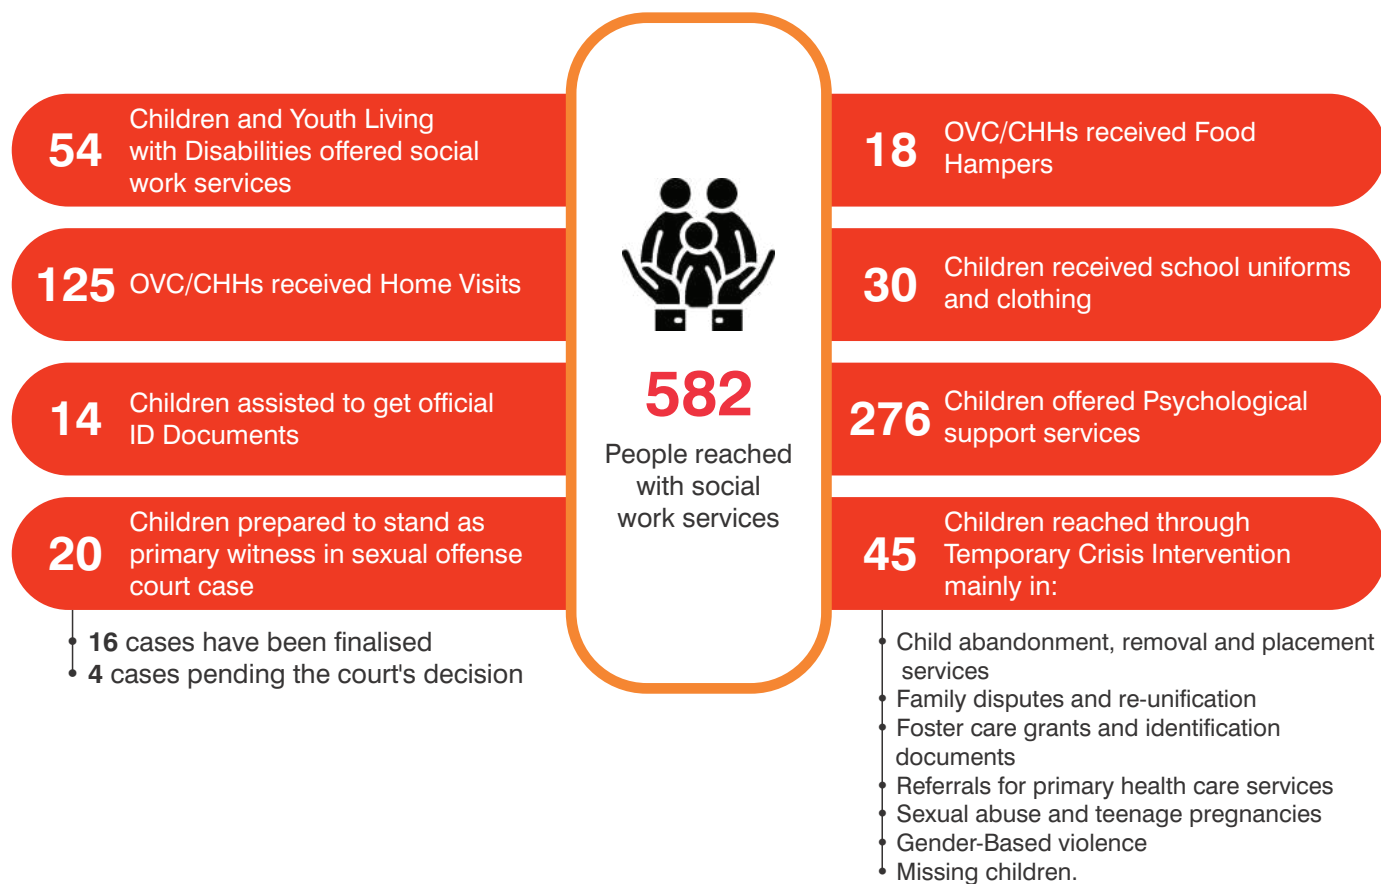 54
Children and Youth Living
with Disabilities offered social
work services
125
OVC/CHHs received Home Visits
14
Children assisted to get official
ID Documents
20
Children prepared to stand as
primary witness in sexual offense
court case
16 cases have been finalised
4 cases pending the court's decision
582
People reached
with social
work services
18
OVC/CHHs received Food
Hampers
30
Children received school uniforms
and clothing
276
Children offered Psychological
support services
45
Children reached through
Temporary Crisis Intervention
mainly in:
Child abandonment, removal and placement
services
Family disputes and re-unification
Foster care grants and identification
documents
Referrals for primary health care services
Sexual abuse and teenage pregnancies
Gender-Based violence
Missing children.